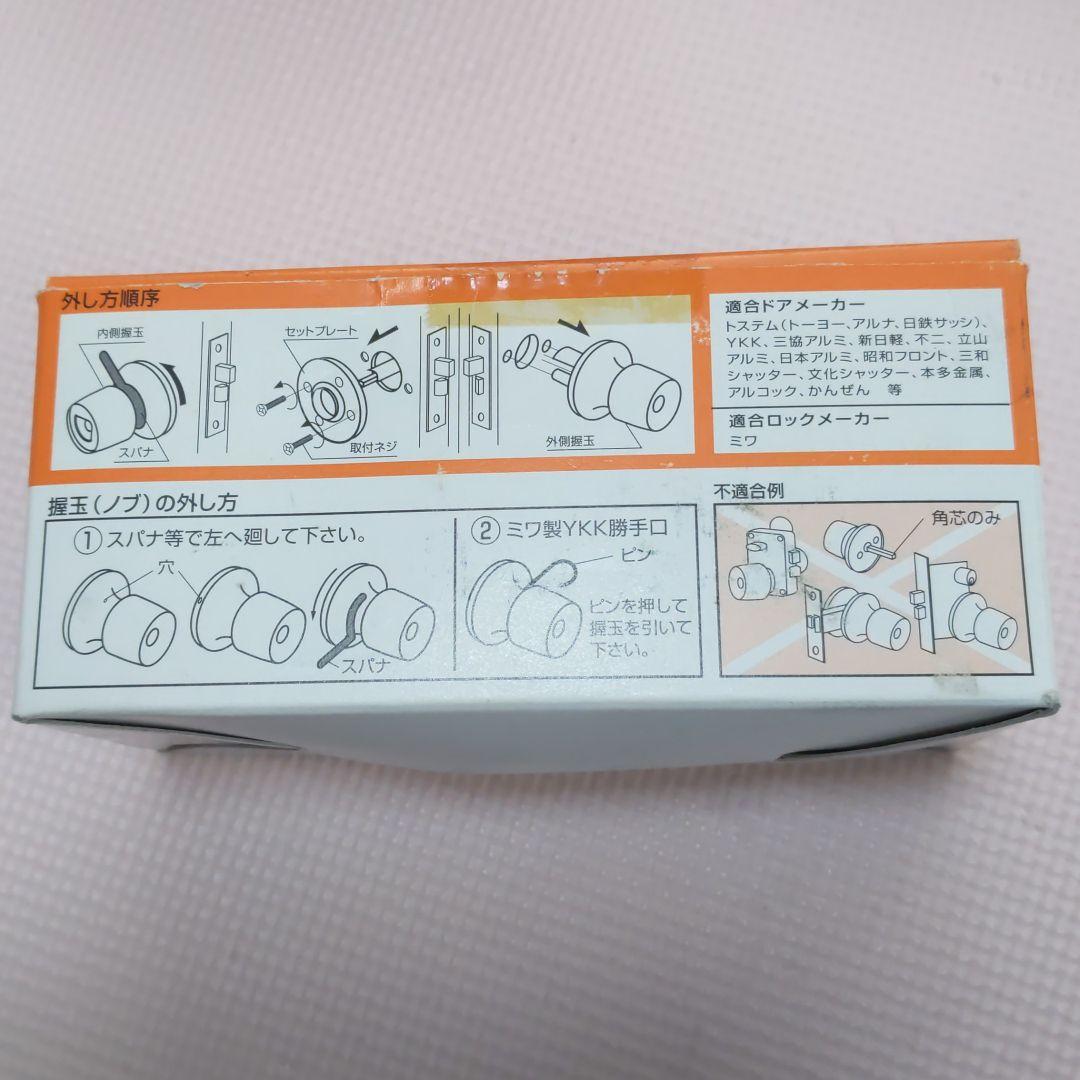 外し方順序
内側握玉
スパナ
セットプレート
取付ネジ
外側握玉
適合ドアメーカー
トステム(トーヨー、アルナ、日鉄サッシ)、
YKK、三協アルミ、新日軽、不二、立山
アルミ、日本アルミ、昭和フロント、三和
シャッター、文化シャッター、本多金属、
アルコック、かんぜん 等
適合ロックメーカー
ミワ
握玉(ノブ)の外し方
①スパナ等で左へ廻して下さい。
穴
スパナ
②ミワ製YKK勝手口
ピン
ピンを押して
握玉を引いて
下さい。
不適合例
角芯のみ